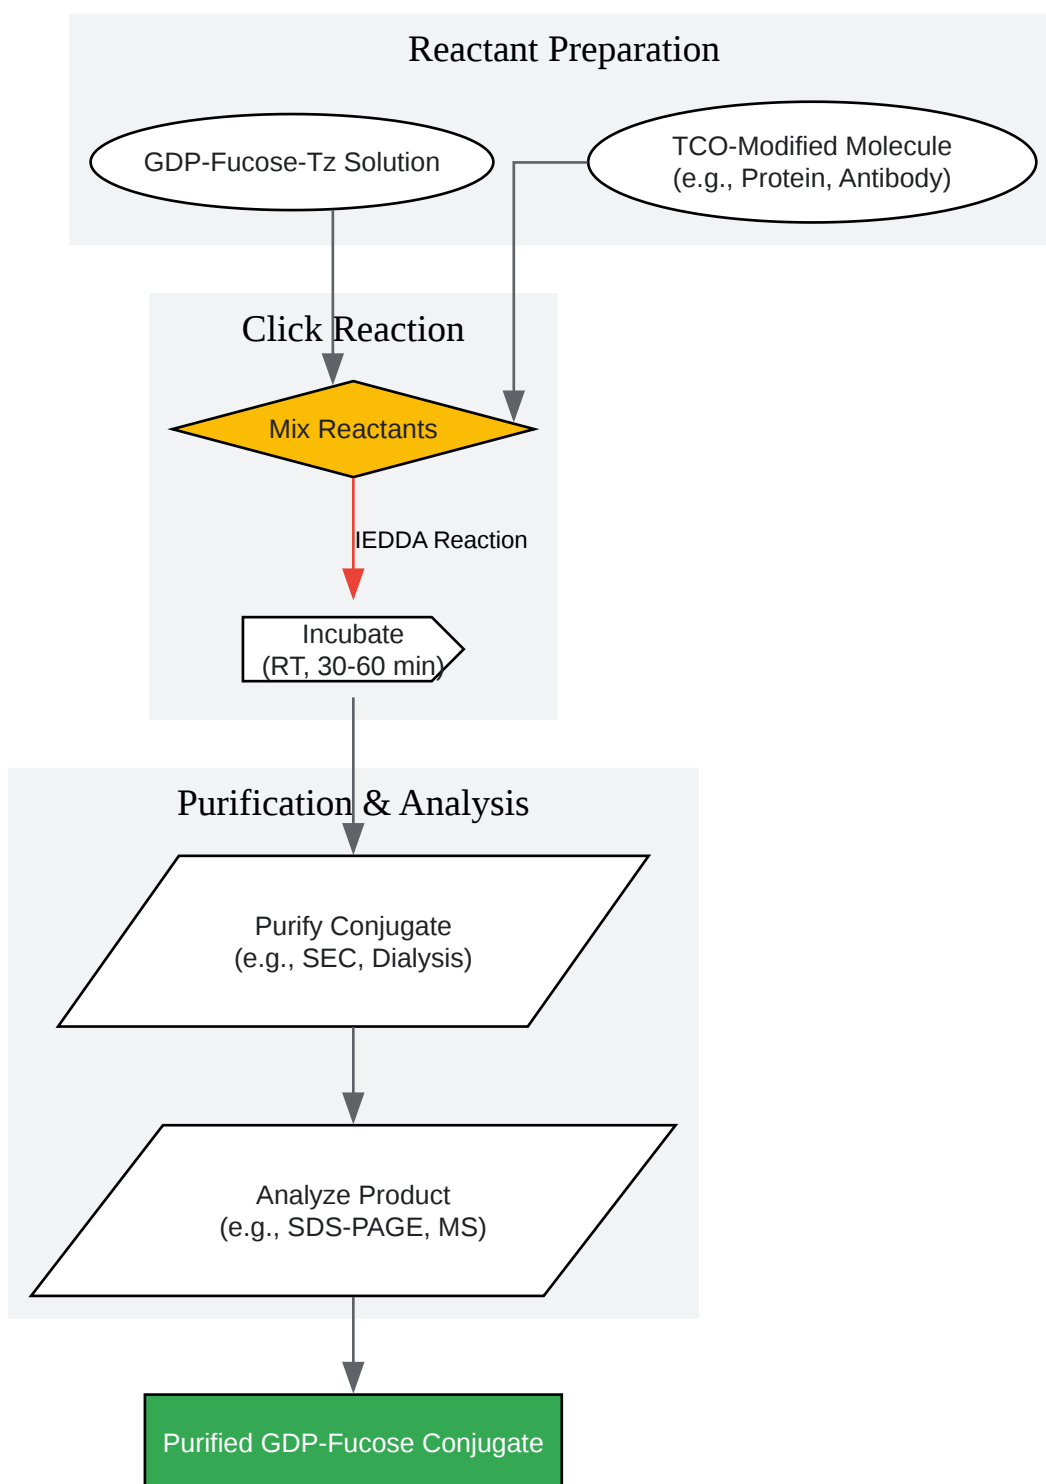 Reactant Preparation
GDP-Fucose-Tz Solution
TCO-Modified Molecule
(e.g., Protein, Antibody)
Click Reaction
Mix Reactants
IEDDA Reaction
Incubate
(RT, 30-60 min)
Purification & Analysis
Purify Conjugate
(e.g., SEC, Dialysis)
Analyze Product
(e.g., SDS-PAGE, MS)
Purified GDP-Fucose Conjugate